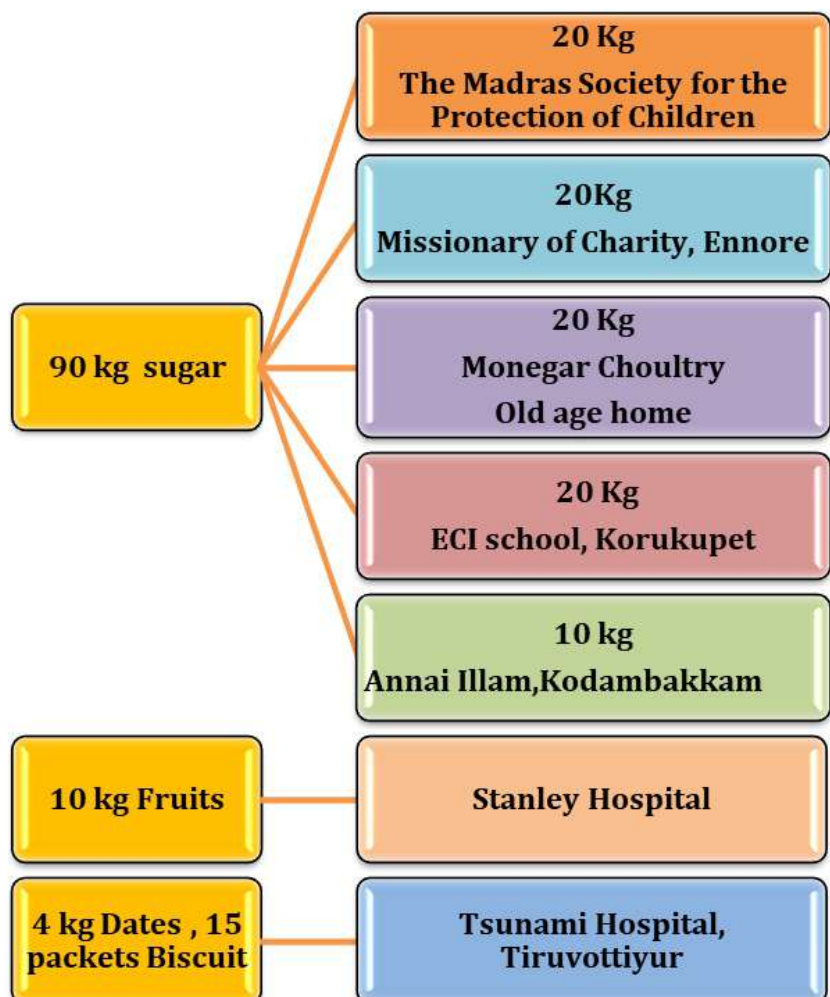 90 kg sugar
20 Kg
The Madras Society for the
Protection of Children
20Kg
Missionary of Charity, Ennore
20 Kg
Monegar Choultry
Old age home
20 Kg
ECI school, Korukupet
10 kg
Annai Illam,Kodambakkam
10 kg Fruits
Stanley Hospital
4 kg Dates , 15
packets Biscuit
Tsunami Hospital,
Tiruvottiyur